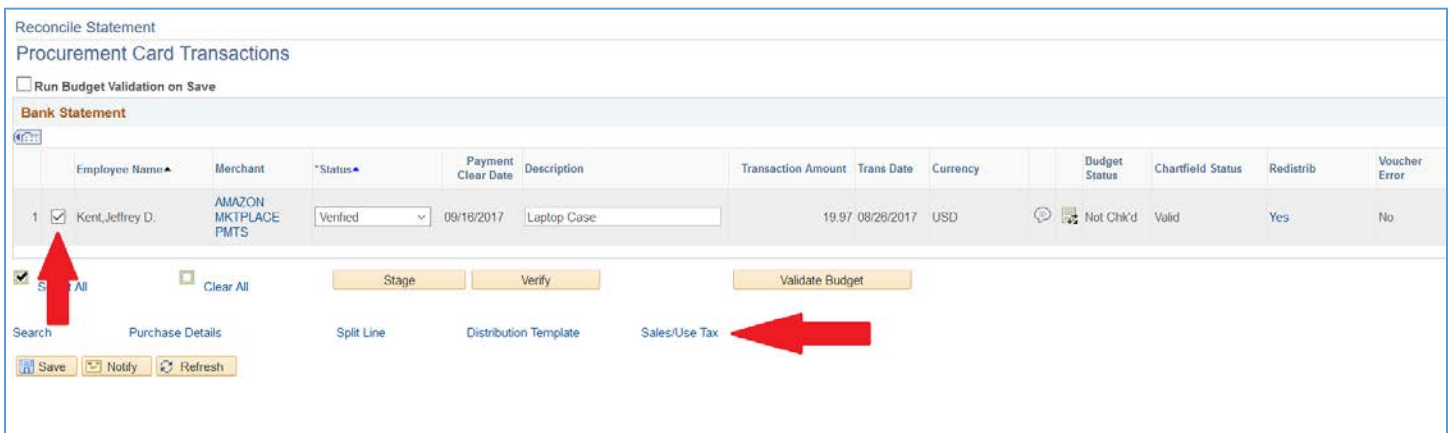 Reconcile Statement
Procurement Card Transactions
Run Budget Validation on Save
Bank Statement
Employee Name Merchant *Status Payment Clear Date Description Transaction Amount Trans Date Currency Budget Status Chartfield Status Redistrib Voucher Error
1 Kent,Jeffrey D. AMAZON MKTPLACE PMTS Verified 09/16/2017 Laptop Case 19.97 08/26/2017 USD Not Chk'd Valid Yes No
All Clear All Stage Verify Validate Budget
Search Purchase Details Split Line Distribution Template Sales/Use Tax
Save Notify Refresh